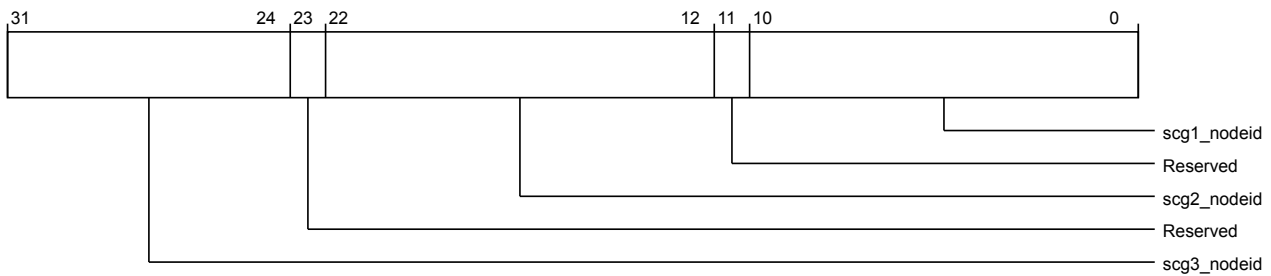 31 24 23 22 12 11 10 0
scg1_nodeid
Reserved
scg2_nodeid
Reserved
scg3_nodeid